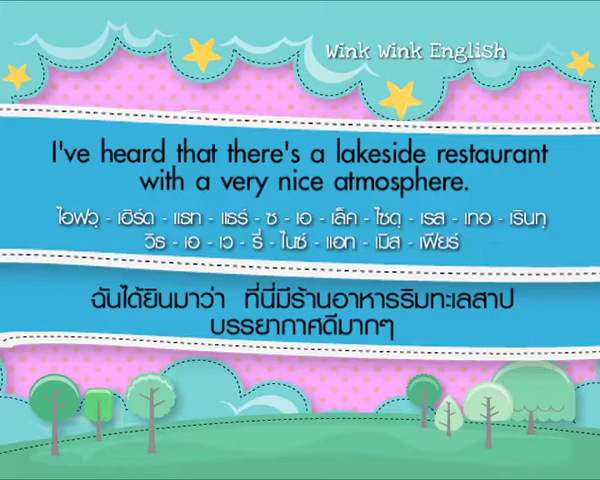 Wink Wink English
I've heard that there's a lakeside restaurant
with a very nice atmosphere.
ไอฟวฺ - เฮิร์ด - แธท - แธร์ - ซ - เอ - เล็ค - ไซดฺ - เรส - เทอ - เรินทฺ
วิธ - เอ - เว - รี่ - ไนซ์ - แอท - เมิส - เฟียร์
ฉันได้ยินมาว่า ที่นี่มีร้านอาหารริมทะเลสาป
บรรยากาศดีมากๆ